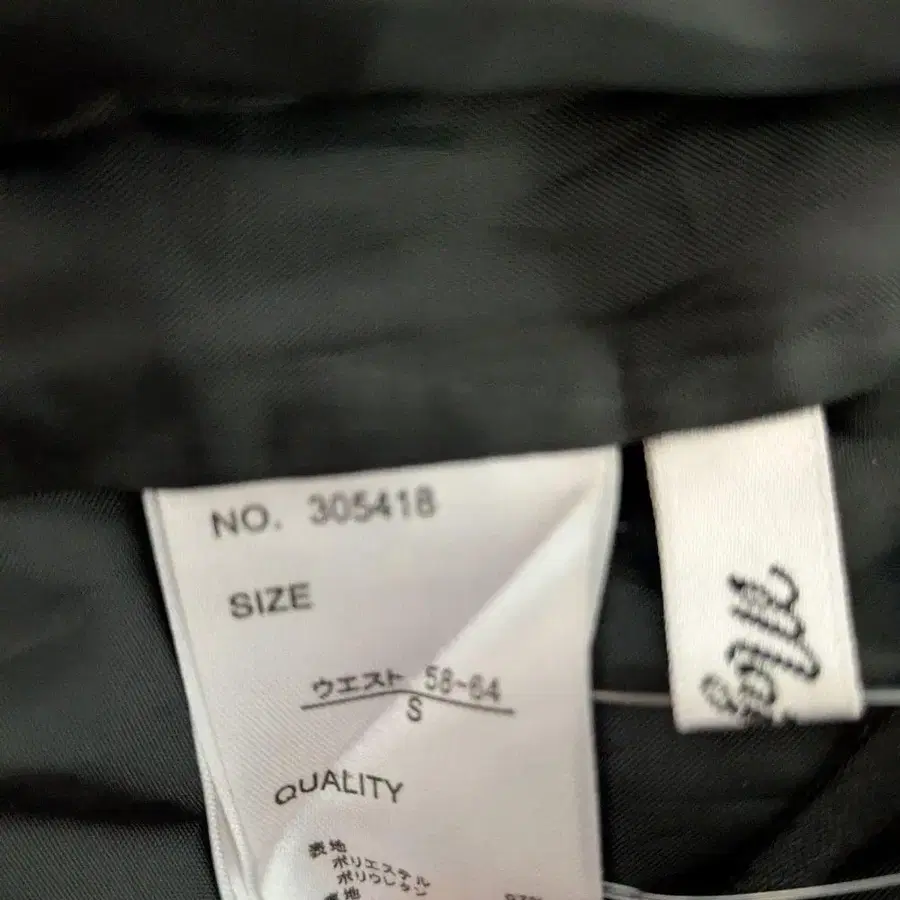 NO. 305418
SIZE
ウエスト 58-64
S
QUALITY
表地
ポリエステル
ポリウレタン